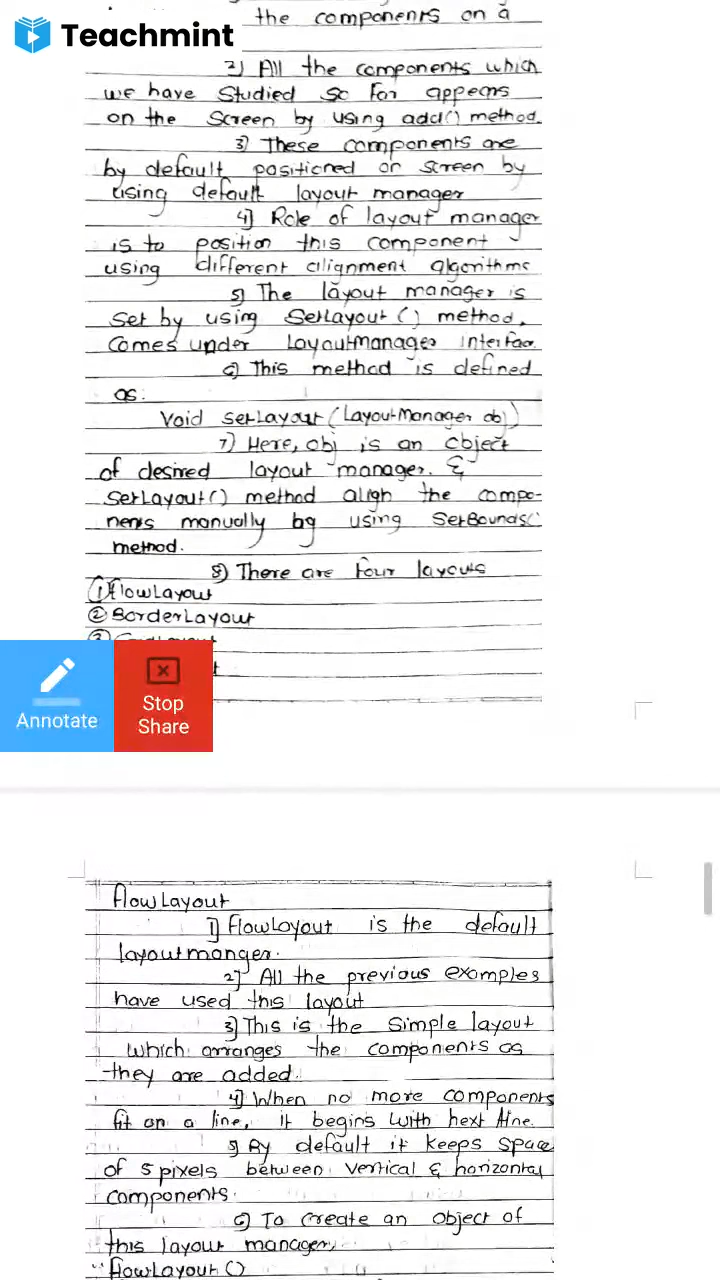 Teachmint
the components on a
2) All the components which
we have studied so far appears
on the screen by using add() method.
3) These components are
by default positioned on screen by
using default layout manager
4) Role of layout manager
is to position this component
using different alignment algorithms
5) The layout manager is
set by using SetLayout () method,
comes under LayoutManager interface
6) This method is defined
as:
Void setLayout (LayoutManager obj)
7) Here, obj is an object
of desired layout manager. &
SetLayout() method align the compo-
nents manually by using SetBounds()
method.
8) There are four layouts
① FlowLayout
② BorderLayout
③
Annotate
Stop
Share
flowLayout
1) FlowLayout is the default
layoutmanger.
2) All the previous examples
have used this layout
3) This is the simple layout
which arranges the components as
they are added.
4) When no more components
fit on a line, it begins with next line.
5) By default it keeps space
of 5 pixels between vertical & horizontal
components.
6) To create an object of
this layout manager,
flowLayout ()